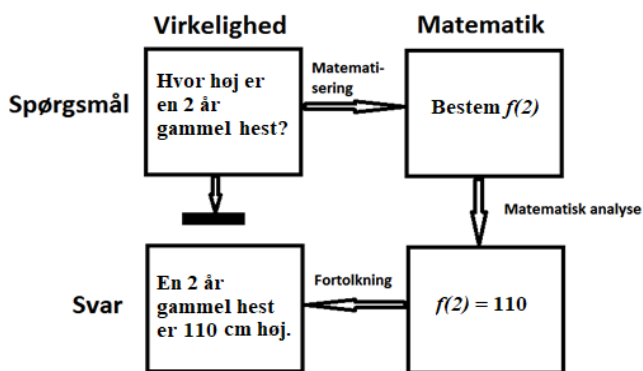 Virkelighed
Matematik
Spørgsmål
Hvor høj er
en 2 år
gammel hest?
Matemati-
sering
Bestem f(2)
Matematisk analyse
Svar
En 2 år
gammel hest
er 110 cm høj.
Fortolkning
f(2) = 110